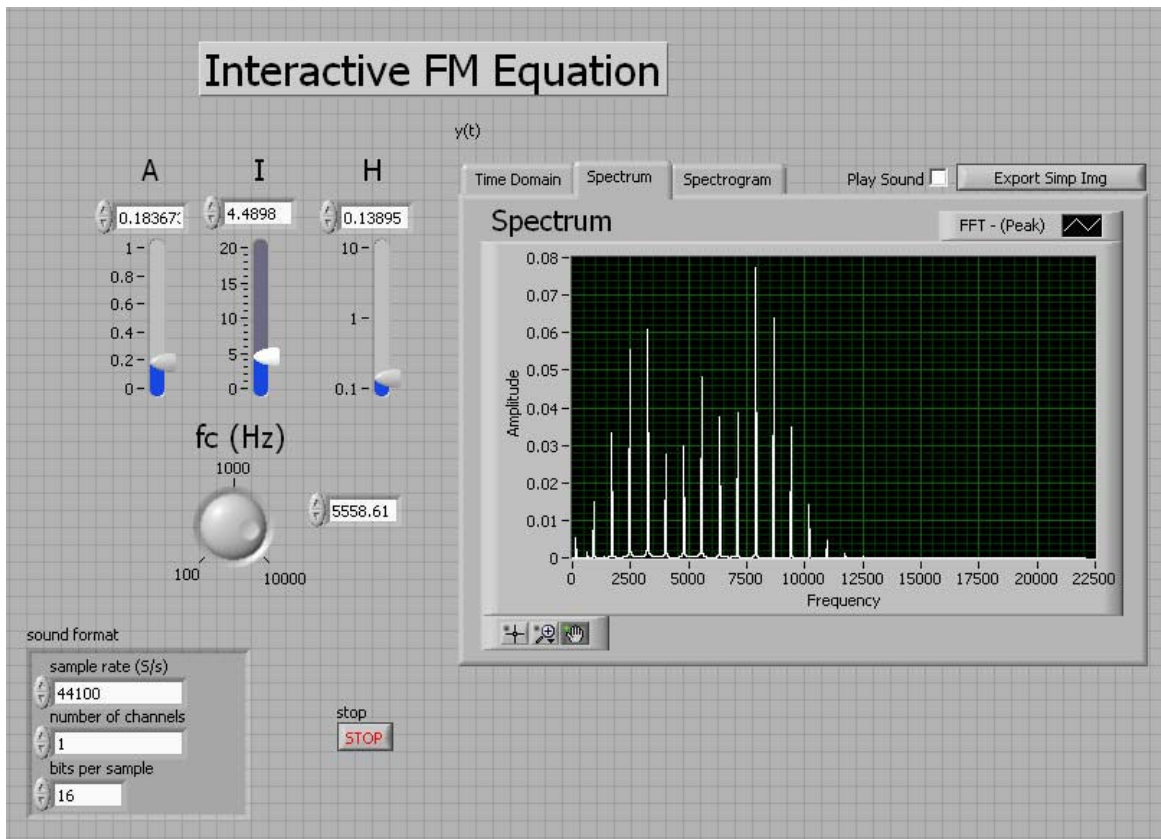 Interactive FM Equation
y(t)
A I H
0.183673 4.4898 0.13895
1
0.8
0.6
0.4
0.2
0
20
15
10
5
0
10
1
0.1
fc (Hz)
1000
100
10000
5558.61
Time Domain Spectrum Spectrogram Play Sound Export Simp Img
Spectrum
FFT - (Peak)
0.08
0.07
0.06
0.05
0.04
0.03
0.02
0.01
0
Amplitude
0 2500 5000 7500 10000 12500 15000 17500 20000 22500
Frequency
sound format
sample rate (S/s)
44100
number of channels
1
bits per sample
16
stop
STOP